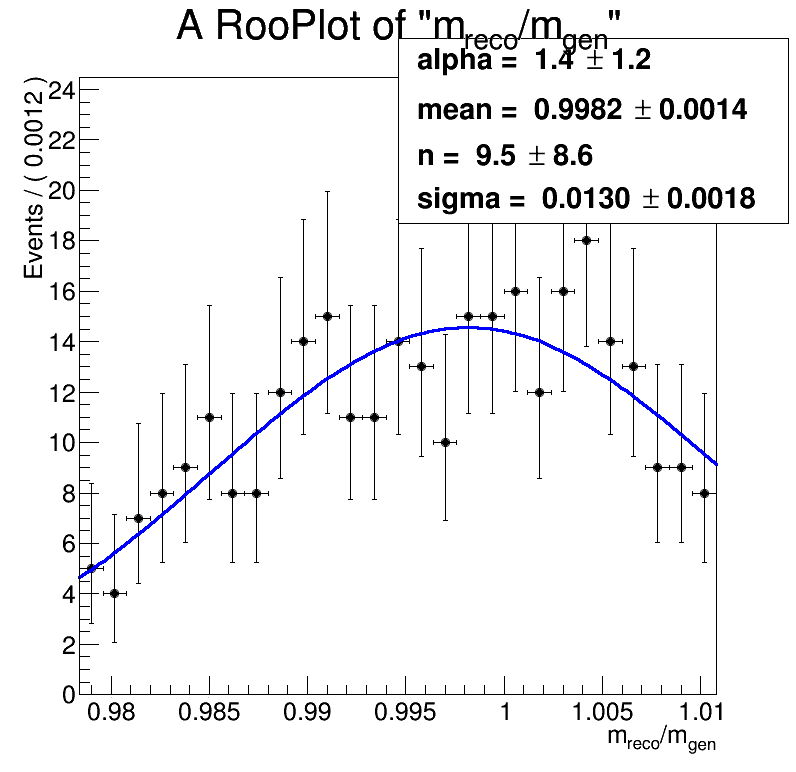 A RooPlot of "m_reco/m_gen"
alpha = 1.4 ± 1.2
mean = 0.9982 ± 0.0014
n = 9.5 ± 8.6
sigma = 0.0130 ± 0.0018
Events / ( 0.0012 )
24
22
20
18
16
14
12
10
8
6
4
2
0
0.98 0.985 0.99 0.995 1 1.005 1.01
m_reco/m_gen